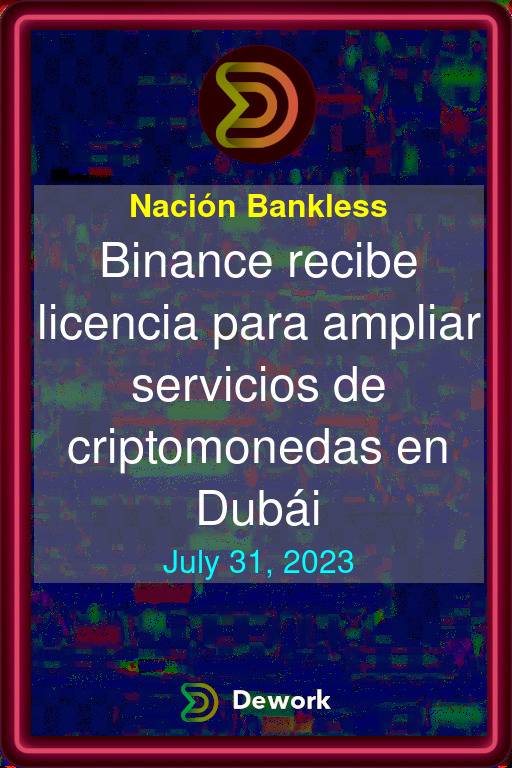 Nación Bankless
Binance recibe
licencia para ampliar
servicios de
criptomonedas en
Dubái
July 31, 2023
Dework